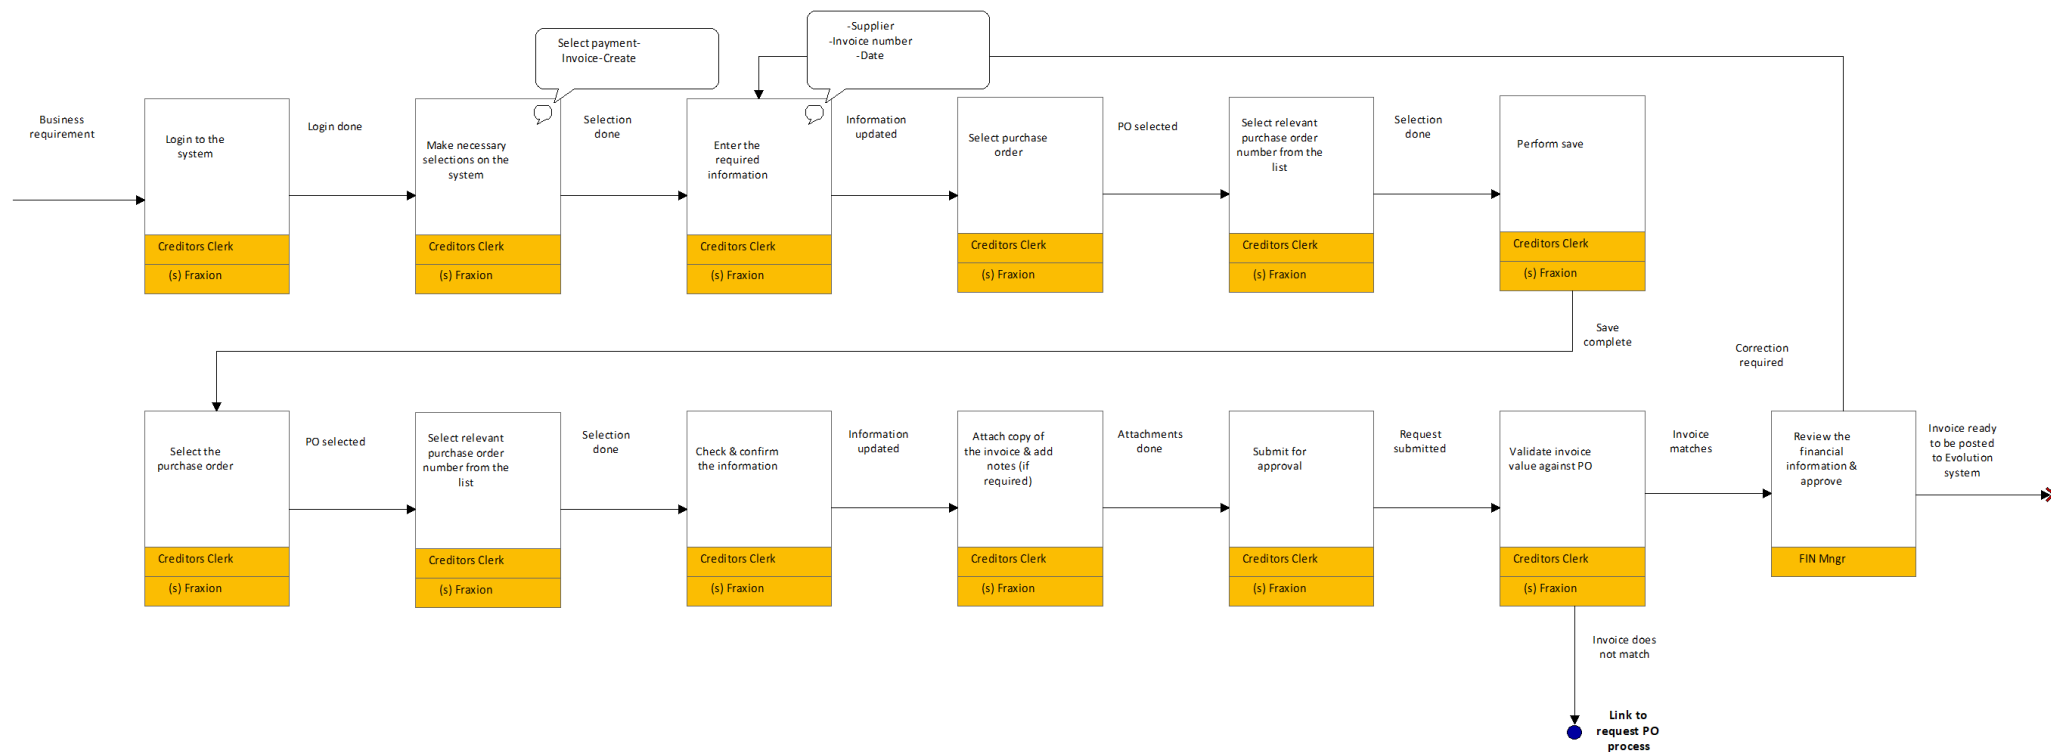 Select payment-
Invoice-Create
-Supplier
-Invoice number
-Date
Business
requirement
Login to the
system
Creditors Clerk
(s) Fraxion
Login done
Make necessary
selections on the
system
Creditors Clerk
(s) Fraxion
Selection
done
Enter the
required
information
Creditors Clerk
(s) Fraxion
Information
updated
Select purchase
order
Creditors Clerk
(s) Fraxion
PO selected
Select relevant
purchase order
number from the
list
Creditors Clerk
(s) Fraxion
Selection
done
Perform save
Creditors Clerk
(s) Fraxion
Save
complete
Correction
required
Select the
purchase order
Creditors Clerk
(s) Fraxion
PO selected
Select relevant
purchase order
number from the
list
Creditors Clerk
(s) Fraxion
Selection
done
Check & confirm
the information
Creditors Clerk
(s) Fraxion
Information
updated
Attach copy of
the invoice & add
notes (if
required)
Creditors Clerk
(s) Fraxion
Attachments
done
Submit for
approval
Creditors Clerk
(s) Fraxion
Request
submitted
Validate invoice
value against PO
Creditors Clerk
(s) Fraxion
Invoice
matches
Review the
financial
information &
approve
FIN Mngr
Invoice ready
to be posted
to Evolution
system
Invoice does
not match
Link to
request PO
process